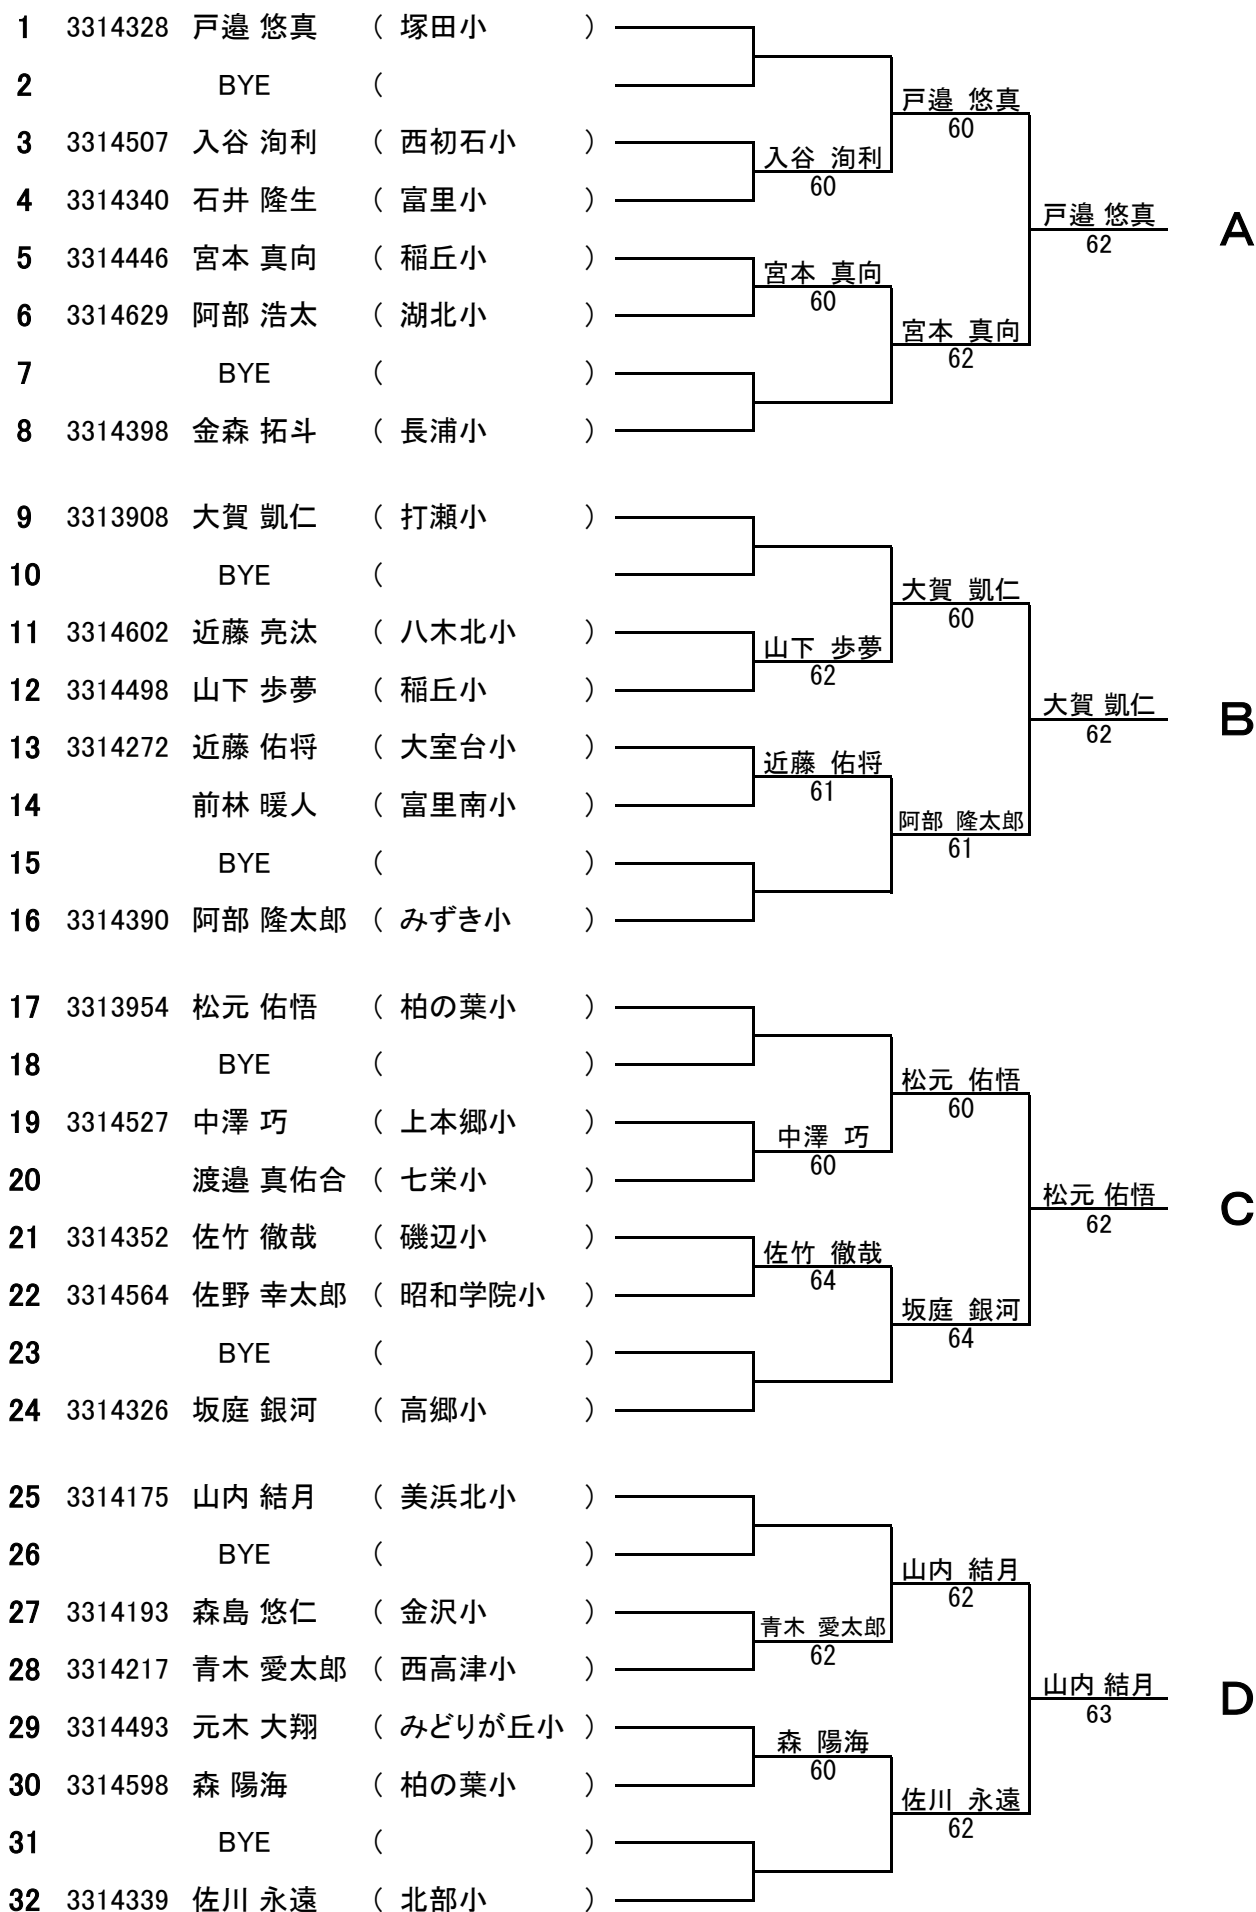 1 3314328 戸邉 悠真 ( 塚田小 )
2 BYE (
戸邉 悠真
60
3 3314507 入谷 洵利 ( 西初石小 )
入谷 洵利
60
4 3314340 石井 隆生 ( 富里小 )
戸邉 悠真
62
A
5 3314446 宮本 真向 ( 稲丘小 )
宮本 真向
60
6 3314629 阿部 浩太 ( 湖北小 )
宮本 真向
62
7 BYE ( )
8 3314398 金森 拓斗 ( 長浦小 )
9 3313908 大賀 凱仁 ( 打瀬小 )
10 BYE (
大賀 凱仁
60
11 3314602 近藤 亮汰 ( 八木北小 )
山下 歩夢
62
12 3314498 山下 歩夢 ( 稲丘小 )
大賀 凱仁
62
B
13 3314272 近藤 佑将 ( 大室台小 )
近藤 佑将
61
14 前林 暖人 ( 富里南小 )
阿部 隆太郎
61
15 BYE ( )
16 3314390 阿部 隆太郎 ( みずき小 )
17 3313954 松元 佑悟 ( 柏の葉小 )
18 BYE ( )
松元 佑悟
60
19 3314527 中澤 巧 ( 上本郷小 )
中澤 巧
60
20 渡邉 真佑合 ( 七栄小 )
松元 佑悟
62
C
21 3314352 佐竹 徹哉 ( 磯辺小 )
佐竹 徹哉
64
22 3314564 佐野 幸太郎 ( 昭和学院小 )
坂庭 銀河
64
23 BYE ( )
24 3314326 坂庭 銀河 ( 高郷小 )
25 3314175 山内 結月 ( 美浜北小 )
26 BYE ( )
山内 結月
62
27 3314193 森島 悠仁 ( 金沢小 )
青木 愛太郎
62
28 3314217 青木 愛太郎 ( 西高津小 )
山内 結月
63
D
29 3314493 元木 大翔 ( みどりが丘小 )
森 陽海
60
30 3314598 森 陽海 ( 柏の葉小 )
佐川 永遠
62
31 BYE ( )
32 3314339 佐川 永遠 ( 北部小 )